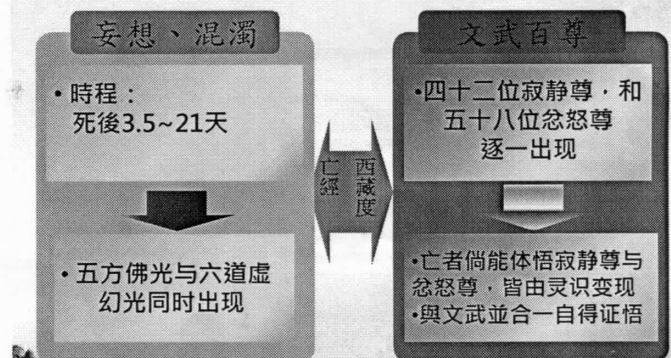 妄想、混濁
•時程：
死後3.5~21天
•五方佛光与六道虚
幻光同时出现
西藏度
亡經
文武百尊
•四十二位寂静尊，和
五十八位忿怒尊
逐一出现
•亡者倘能体悟寂静尊与
忿怒尊，皆由灵识变现
•與文武並合一自得证悟